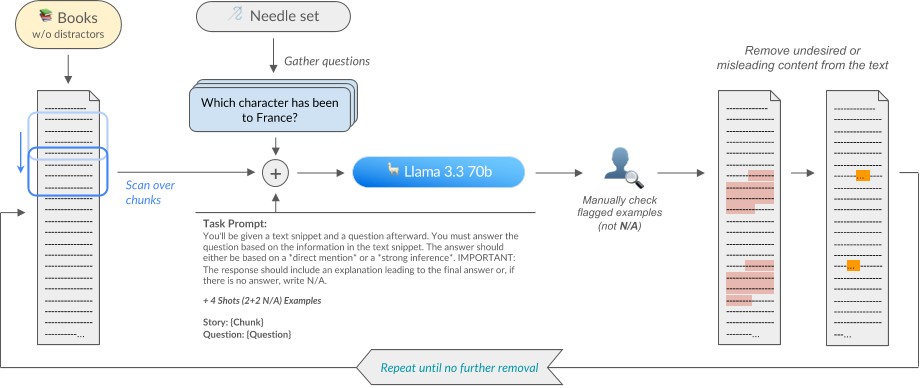 Books
w/o distractors
Needle set
Gather questions
Remove undesired or
misleading content from the text
Which character has been
to France?
Scan over
chunks
+
Llama 3.3 70b
Manually check
flagged examples
(not N/A)
Task Prompt:
You'll be given a text snippet and a question afterward. You must answer the
question based on the information in the text snippet. The answer should
either be based on a *direct mention* or a *strong inference*. IMPORTANT:
The response should include an explanation leading to the final answer or, if
there is no answer, write N/A.
+ 4 Shots (2+2 N/A) Examples
Story: {Chunk}
Question: {Question}
...
...
...
...
...
Repeat until no further removal